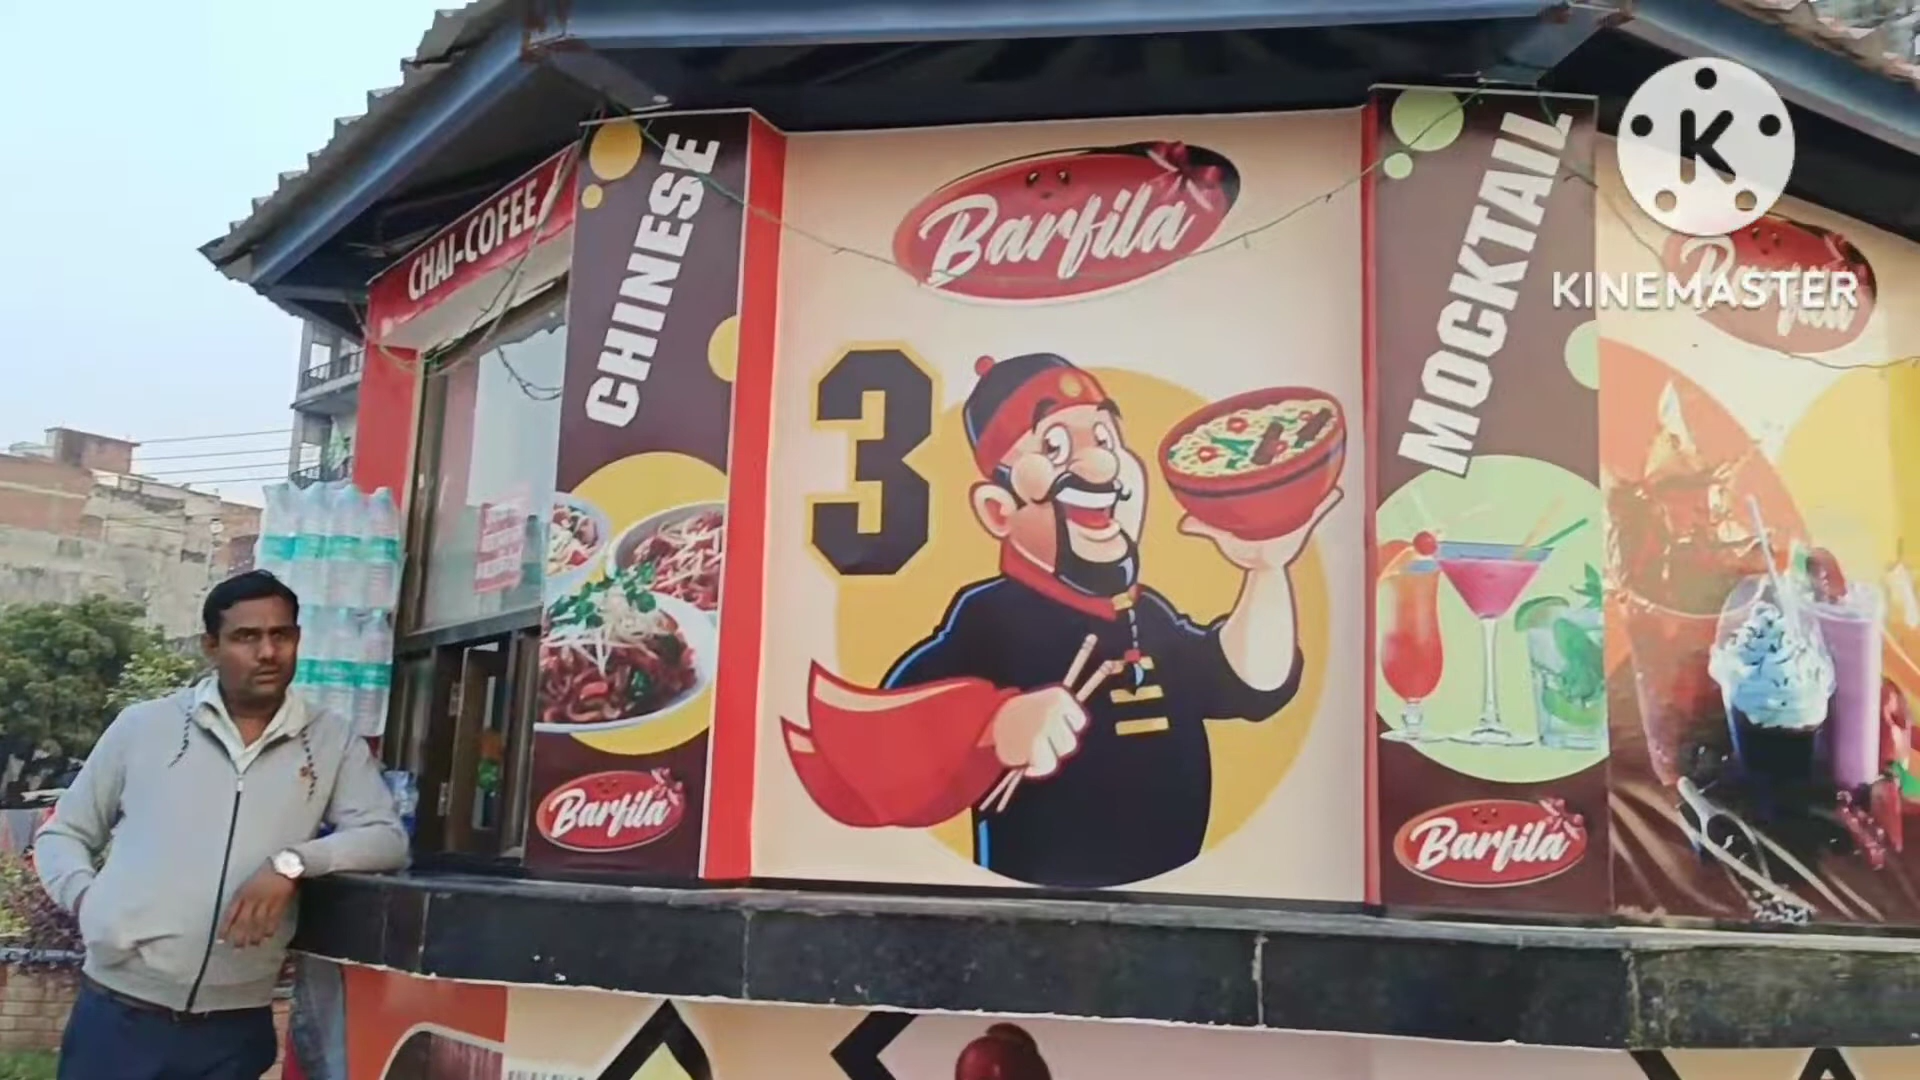 CHAI-COFEE
CHINESE
Barfila
3
Barfila
MOCKTAIL
Barfila
K
KINEMASTER